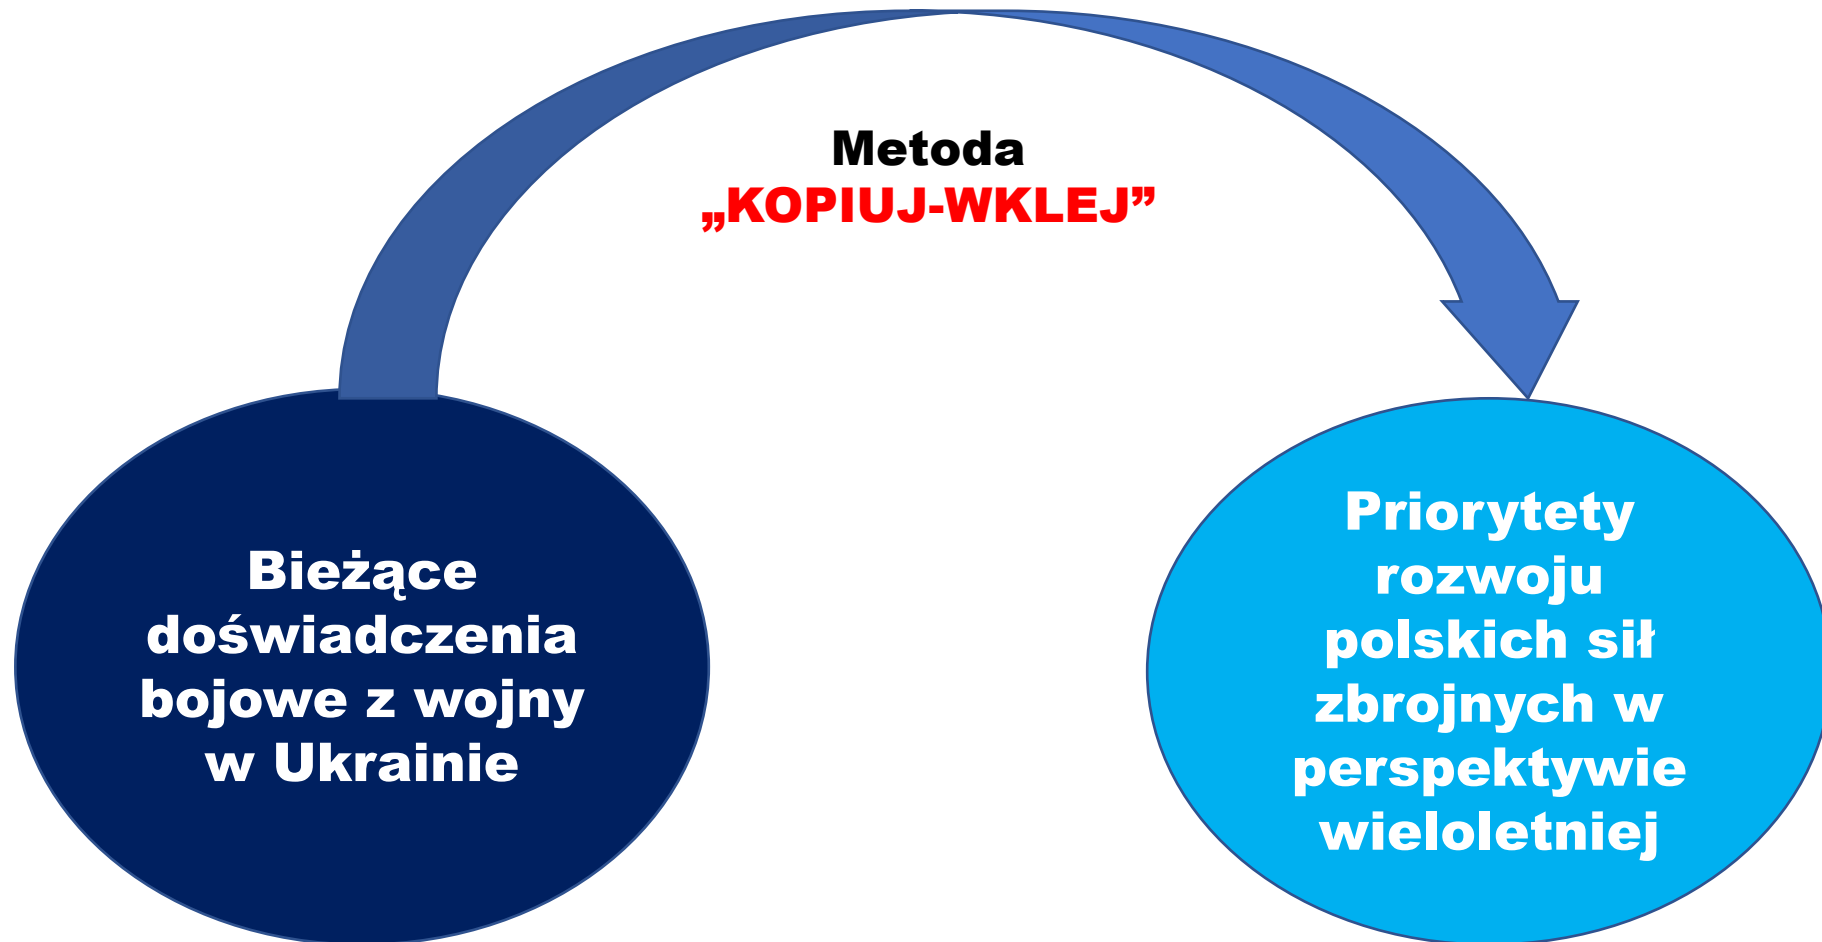 Metoda
„KOPIUJ-WKLEJ”
Bieżące
doświadczenia
bojowe z wojny
w Ukrainie
Priorytety
rozwoju
polskich sił
zbrojnych w
perspektywie
wieloletniej